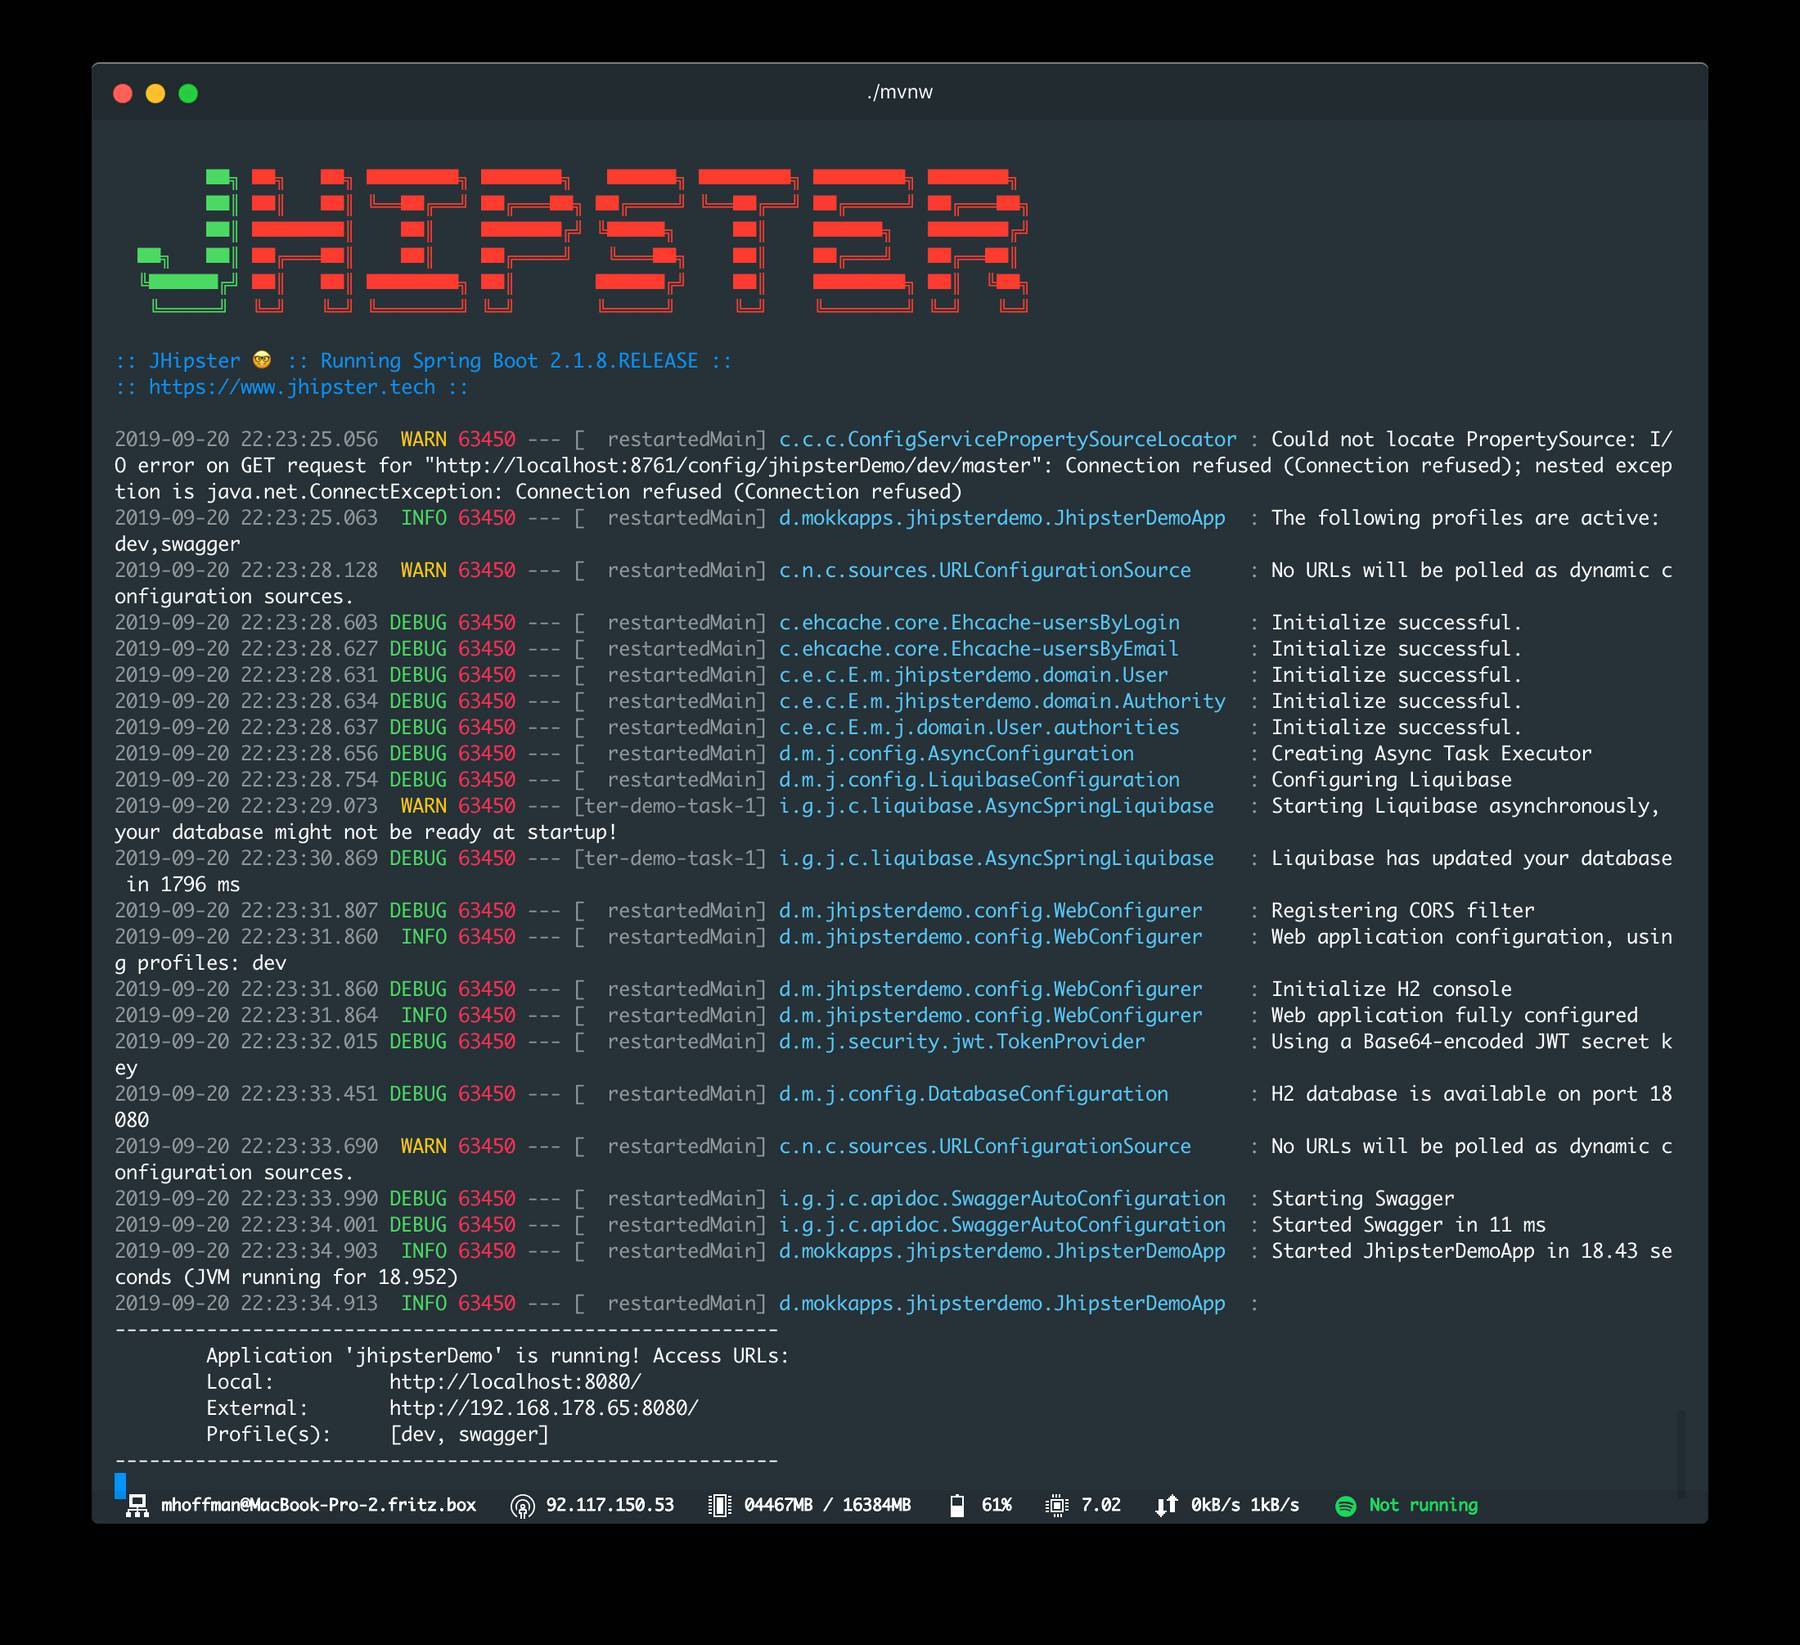 ./mvnw
JHIPSTER
:: JHipster 🤓 :: Running Spring Boot 2.1.8.RELEASE ::
:: https://www.jhipster.tech ::
2019-09-20 22:23:25.056  WARN 63450 --- [  restartedMain] c.c.c.ConfigServicePropertySourceLocator : Could not locate PropertySource: I/
O error on GET request for "http://localhost:8761/config/jhipsterDemo/dev/master": Connection refused (Connection refused); nested excep
tion is java.net.ConnectException: Connection refused (Connection refused)
2019-09-20 22:23:25.063  INFO 63450 --- [  restartedMain] d.mokkapps.jhipsterdemo.JhipsterDemoApp  : The following profiles are active:
dev,swagger
2019-09-20 22:23:28.128  WARN 63450 --- [  restartedMain] c.n.c.sources.URLConfigurationSource     : No URLs will be polled as dynamic c
onfiguration sources.
2019-09-20 22:23:28.603 DEBUG 63450 --- [  restartedMain] c.ehcache.core.Ehcache-usersByLogin      : Initialize successful.
2019-09-20 22:23:28.627 DEBUG 63450 --- [  restartedMain] c.ehcache.core.Ehcache-usersByEmail      : Initialize successful.
2019-09-20 22:23:28.631 DEBUG 63450 --- [  restartedMain] c.e.c.E.m.jhipsterdemo.domain.User       : Initialize successful.
2019-09-20 22:23:28.634 DEBUG 63450 --- [  restartedMain] c.e.c.E.m.jhipsterdemo.domain.Authority  : Initialize successful.
2019-09-20 22:23:28.637 DEBUG 63450 --- [  restartedMain] c.e.c.E.m.j.domain.User.authorities      : Initialize successful.
2019-09-20 22:23:28.656 DEBUG 63450 --- [  restartedMain] d.m.j.config.AsyncConfiguration          : Creating Async Task Executor
2019-09-20 22:23:28.754 DEBUG 63450 --- [  restartedMain] d.m.j.config.LiquibaseConfiguration      : Configuring Liquibase
2019-09-20 22:23:29.073  WARN 63450 --- [ter-demo-task-1] i.g.j.c.liquibase.AsyncSpringLiquibase   : Starting Liquibase asynchronously,
your database might not be ready at startup!
2019-09-20 22:23:30.869 DEBUG 63450 --- [ter-demo-task-1] i.g.j.c.liquibase.AsyncSpringLiquibase   : Liquibase has updated your database
 in 1796 ms
2019-09-20 22:23:31.807 DEBUG 63450 --- [  restartedMain] d.m.jhipsterdemo.config.WebConfigurer    : Registering CORS filter
2019-09-20 22:23:31.860  INFO 63450 --- [  restartedMain] d.m.jhipsterdemo.config.WebConfigurer    : Web application configuration, usin
g profiles: dev
2019-09-20 22:23:31.860 DEBUG 63450 --- [  restartedMain] d.m.jhipsterdemo.config.WebConfigurer    : Initialize H2 console
2019-09-20 22:23:31.864  INFO 63450 --- [  restartedMain] d.m.jhipsterdemo.config.WebConfigurer    : Web application fully configured
2019-09-20 22:23:32.015 DEBUG 63450 --- [  restartedMain] d.m.j.security.jwt.TokenProvider         : Using a Base64-encoded JWT secret k
ey
2019-09-20 22:23:33.451 DEBUG 63450 --- [  restartedMain] d.m.j.config.DatabaseConfiguration       : H2 database is available on port 18
080
2019-09-20 22:23:33.690  WARN 63450 --- [  restartedMain] c.n.c.sources.URLConfigurationSource     : No URLs will be polled as dynamic c
onfiguration sources.
2019-09-20 22:23:33.990 DEBUG 63450 --- [  restartedMain] i.g.j.c.apidoc.SwaggerAutoConfiguration  : Starting Swagger
2019-09-20 22:23:34.001 DEBUG 63450 --- [  restartedMain] i.g.j.c.apidoc.SwaggerAutoConfiguration  : Started Swagger in 11 ms
2019-09-20 22:23:34.903  INFO 63450 --- [  restartedMain] d.mokkapps.jhipsterdemo.JhipsterDemoApp  : Started JhipsterDemoApp in 18.43 se
conds (JVM running for 18.952)
2019-09-20 22:23:34.913  INFO 63450 --- [  restartedMain] d.mokkapps.jhipsterdemo.JhipsterDemoApp  :
----------------------------------------------------------
Application 'jhipsterDemo' is running! Access URLs:
Local:          http://localhost:8080/
External:       http://192.168.178.65:8080/
Profile(s):     [dev, swagger]
----------------------------------------------------------
mhoffman@MacBook-Pro-2.fritz.box 92.117.150.53 04467MB / 16384MB 61% 7.02 0kB/s 1kB/s Not running